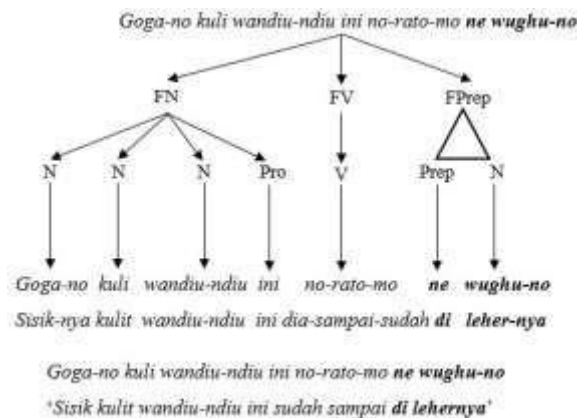 Goga-no kuli wandiu-ndiu ini no-rato-mo ne wughu-no
FN FV FPrep
N N N Pro V Prep N
Goga-no kuli wandiu-ndiu ini no-rato-mo ne wughu-no
Sisik-nya kulit wandiu-ndiu ini dia-sampai-sudah di leher-nya
Goga-no kuli wandiu-ndiu ini no-rato-mo ne wughu-no
‘Sisik kulit wandiu-ndiu ini sudah sampai di lehernya’